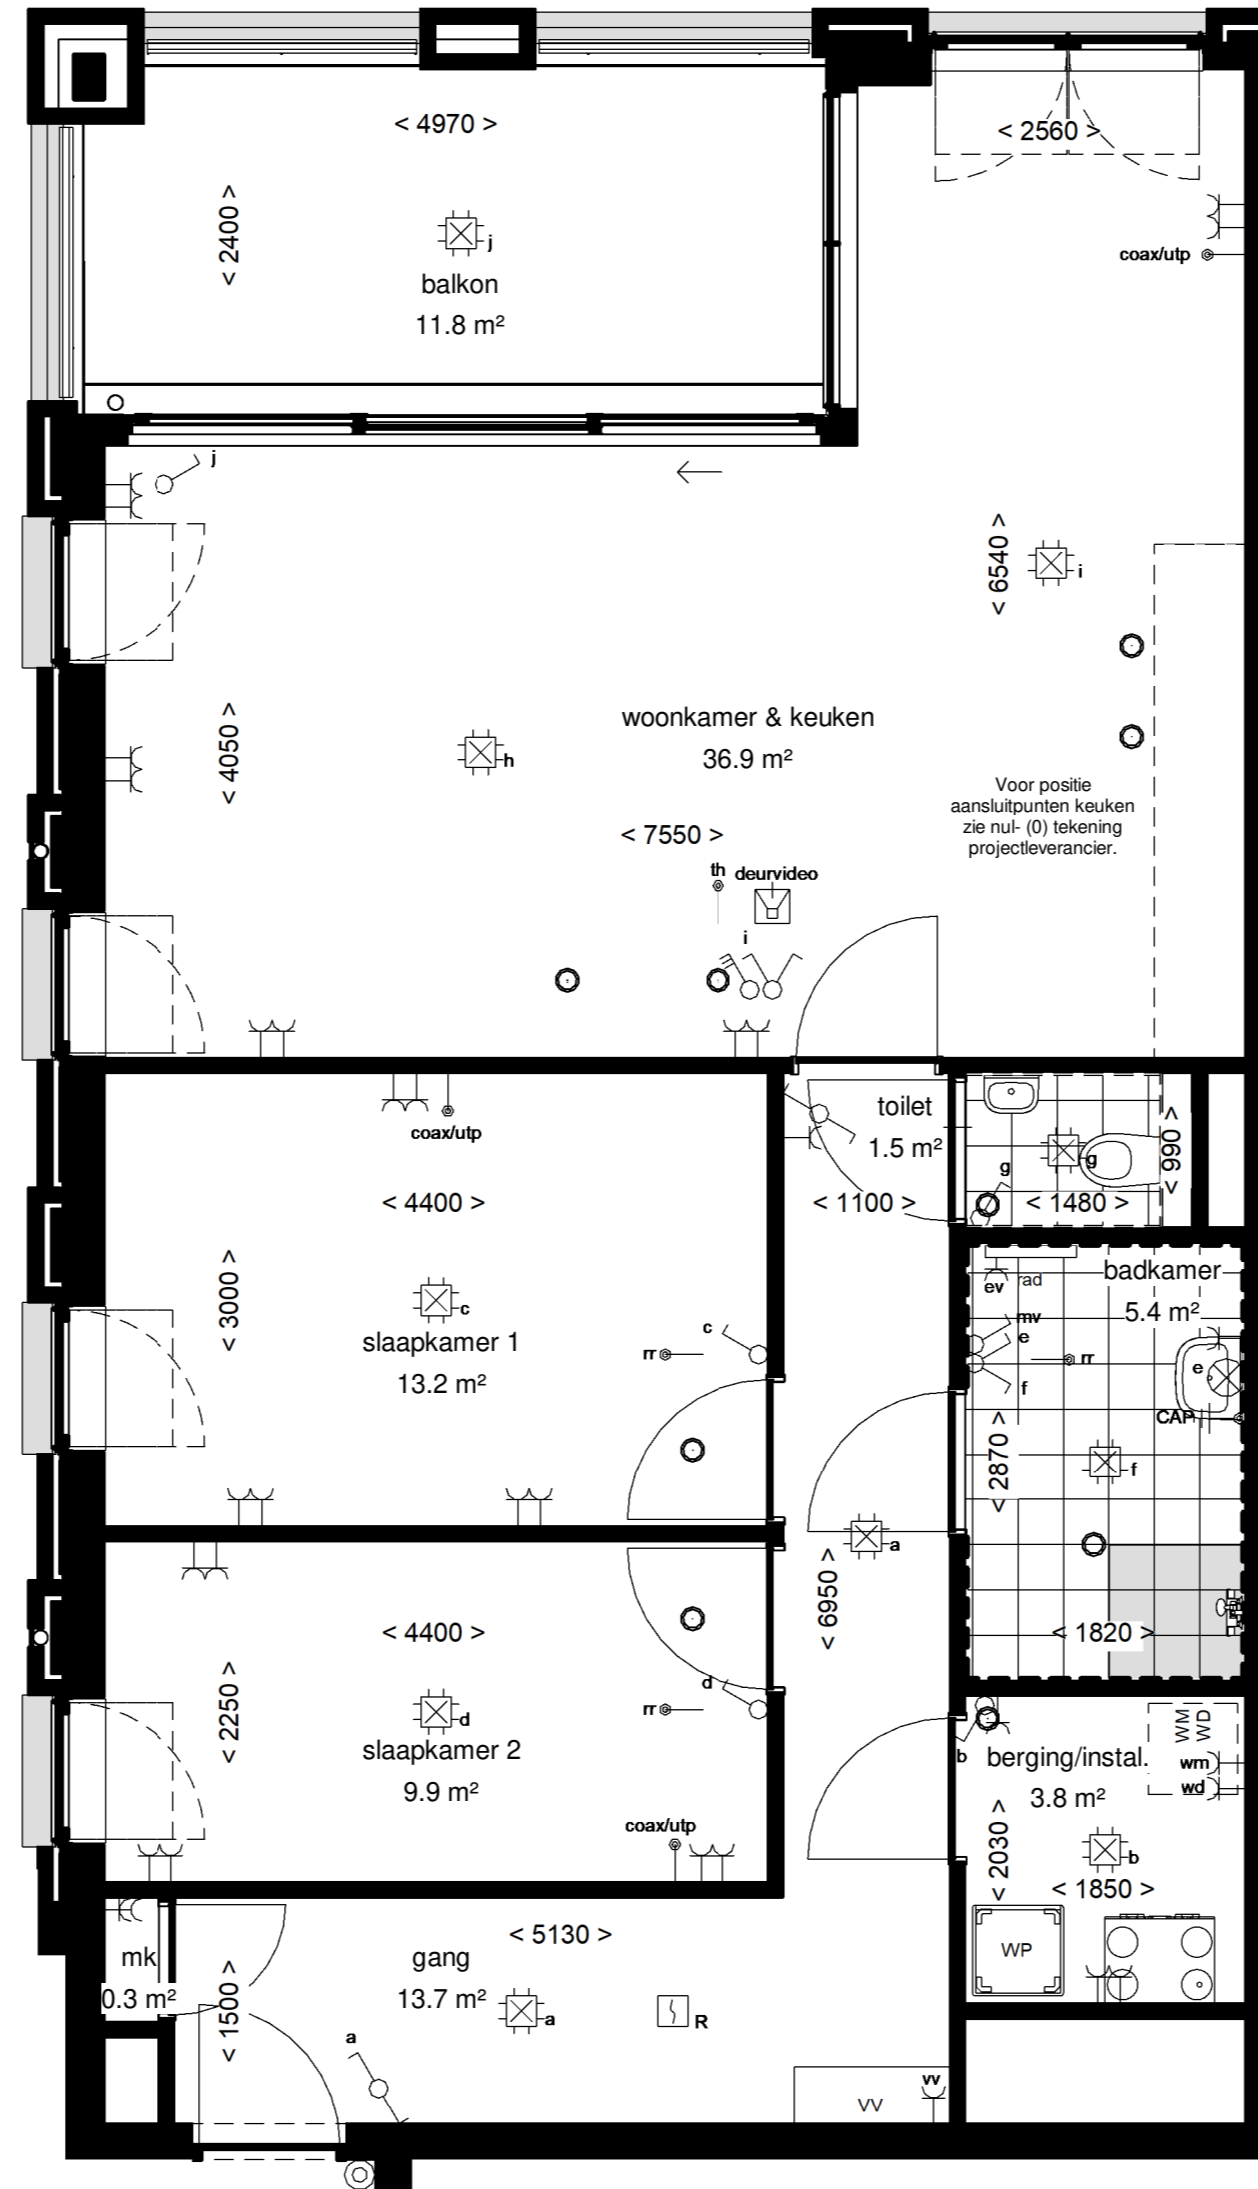 < 4970 >
< 2560 >
< 2400 >
j
balkon
11.8 m²
coax/utp
j
< 6540 >
i
< 4050 >
woonkamer & keuken
36.9 m²
h
Voor positie
aansluitpunten keuken
zie nul- (0) tekening
projectleverancier.
< 7550 >
th deurvideo
i
coax/utp
toilet
1.5 m²
< 990 >
g
g
< 4400 >
< 1100 >
< 1480 >
< 3000 >
c
slaapkamer 1
13.2 m²
c
rr
badkamer
5.4 m²
ev
rad
mv
e
f
rr
e
CAP
< 2870 >
f
a
< 6950 >
< 4400 >
< 1820 >
< 2250 >
d
slaapkamer 2
9.9 m²
d
rr
coax/utp
b
berging/instal.
3.8 m²
WM
WD
wm
wd
< 2030 >
b
< 1850 >
WP
mk
0.3 m²
< 1500 >
< 5130 >
gang
13.7 m²
a
R
a
vv
VV